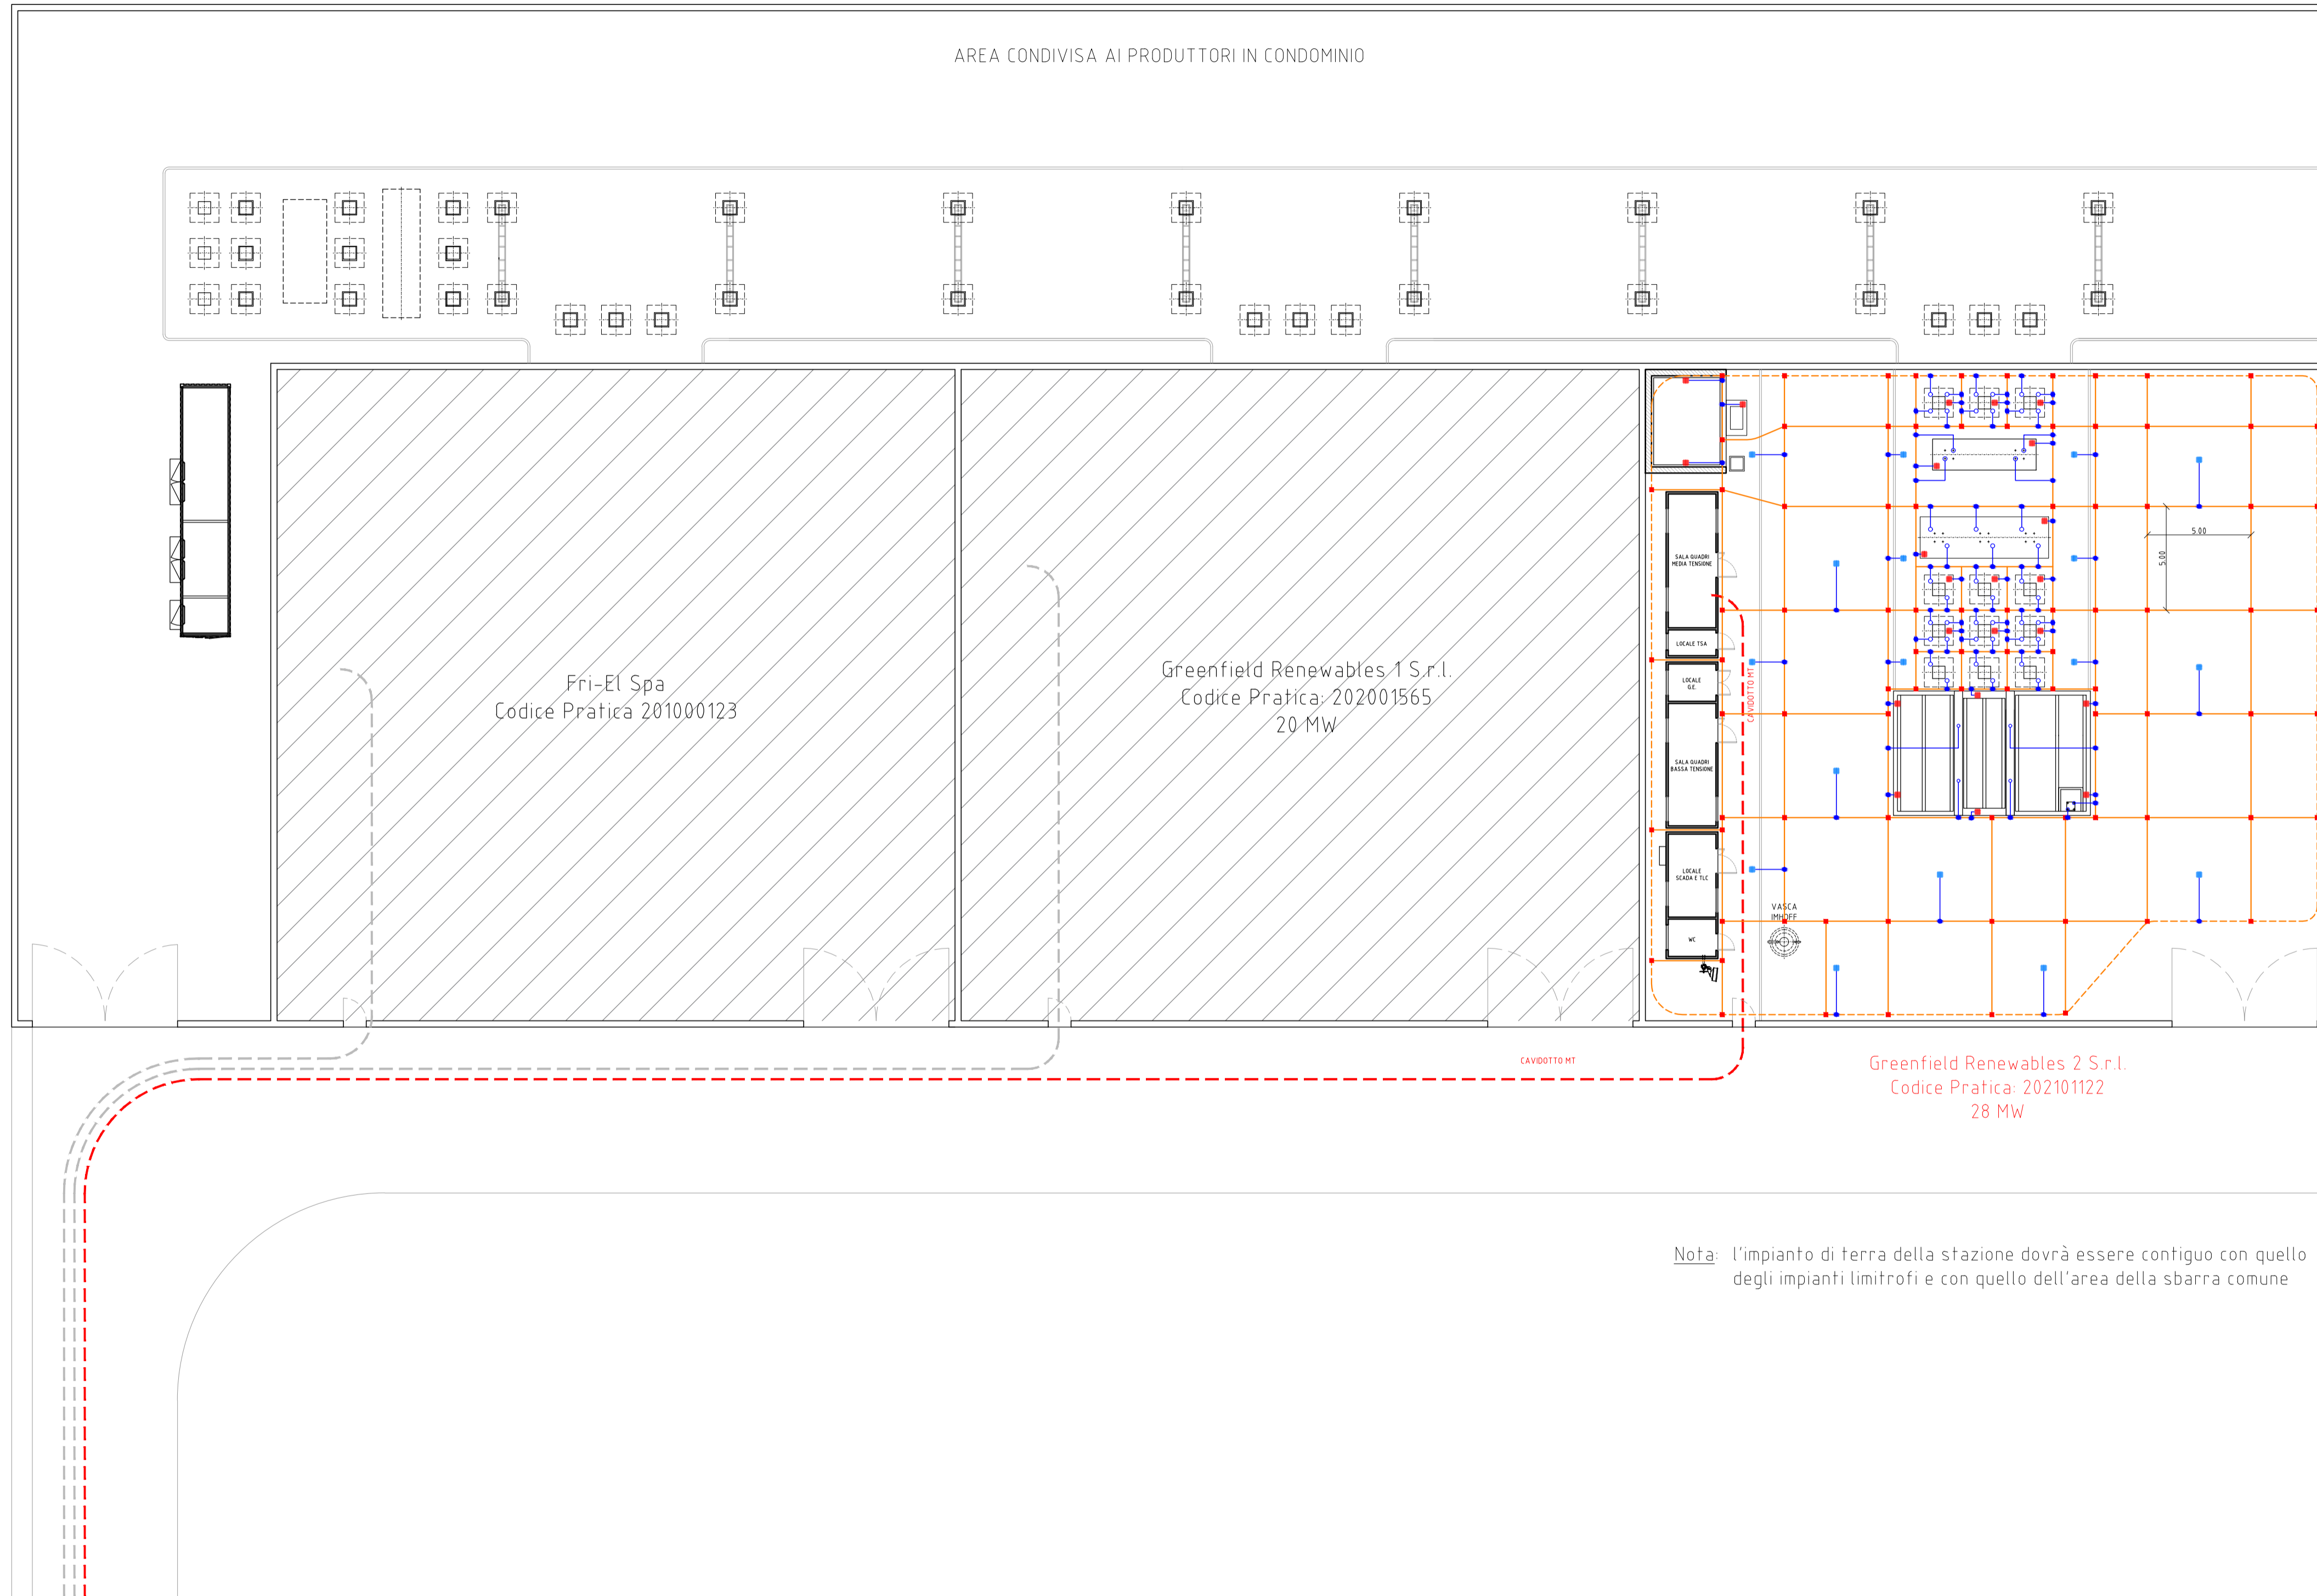 AREA CONDIVISA AI PRODUTTORI IN CONDOMINIO
Fri-El Spa
Codice Pratica 201000123
Greenfield Renewables 1 S.r.l.
Codice Pratica: 202001565
20 MW
SALA QUADRI
MEDIA TENSIONE
LOCALE TSA
LOCALE
G.E.
SALA QUADRI
BASSA TENSIONE
LOCALE
SCADA E TLC
WC
CAVIDOTTO MT
VASCA
IMHOFF
5.00
5.00
CAVIDOTTO MT
Greenfield Renewables 2 S.r.l.
Codice Pratica: 202101122
28 MW
Nota: l'impianto di terra della stazione dovrà essere contiguo con quello
degli impianti limitrofi e con quello dell'area della sbarra comune